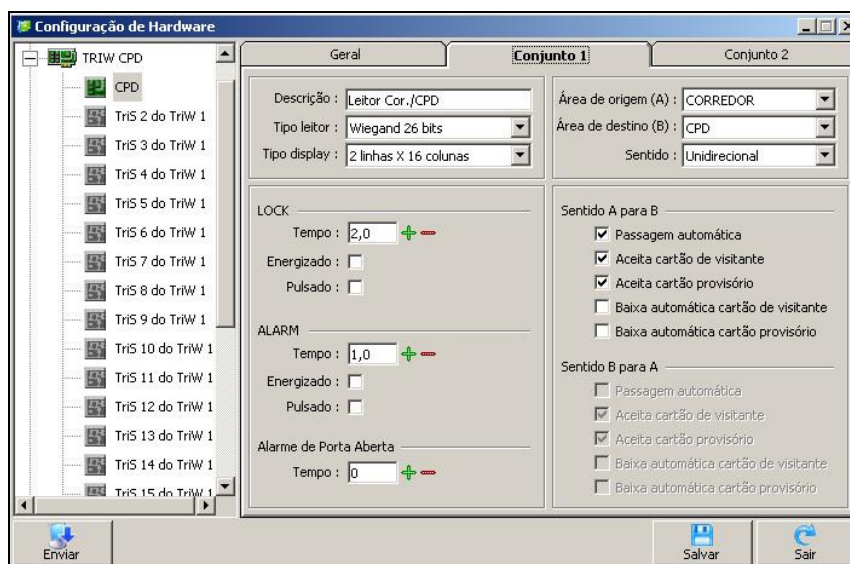 Configuração de Hardware
TRIW CPD
CPD
TriS 2 do TriW 1
TriS 3 do TriW 1
TriS 4 do TriW 1
TriS 5 do TriW 1
TriS 6 do TriW 1
TriS 7 do TriW 1
TriS 8 do TriW 1
TriS 9 do TriW 1
TriS 10 do TriW 1
TriS 11 do TriW 1
TriS 12 do TriW 1
TriS 13 do TriW 1
TriS 14 do TriW 1
TriS 15 do TriW 1
Geral
Conjunto 1
Conjunto 2
Descrição : Leitor Cor./CPD
Tipo leitor : Wiegand 26 bits
Tipo display : 2 linhas X 16 colunas
Área de origem (A) : CORREDOR
Área de destino (B) : CPD
Sentido : Unidirecional
LOCK
Tempo : 2,0
Energizado :
Pulsado :
ALARM
Tempo : 1,0
Energizado :
Pulsado :
Alarme de Porta Aberta
Tempo : 0
Sentido A para B
Passagem automática
Aceita cartão de visitante
Aceita cartão provisório
Baixa automática cartão de visitante
Baixa automática cartão provisório
Sentido B para A
Passagem automática
Aceita cartão de visitante
Aceita cartão provisório
Baixa automática cartão de visitante
Baixa automática cartão provisório
Enviar
Salvar
Sair